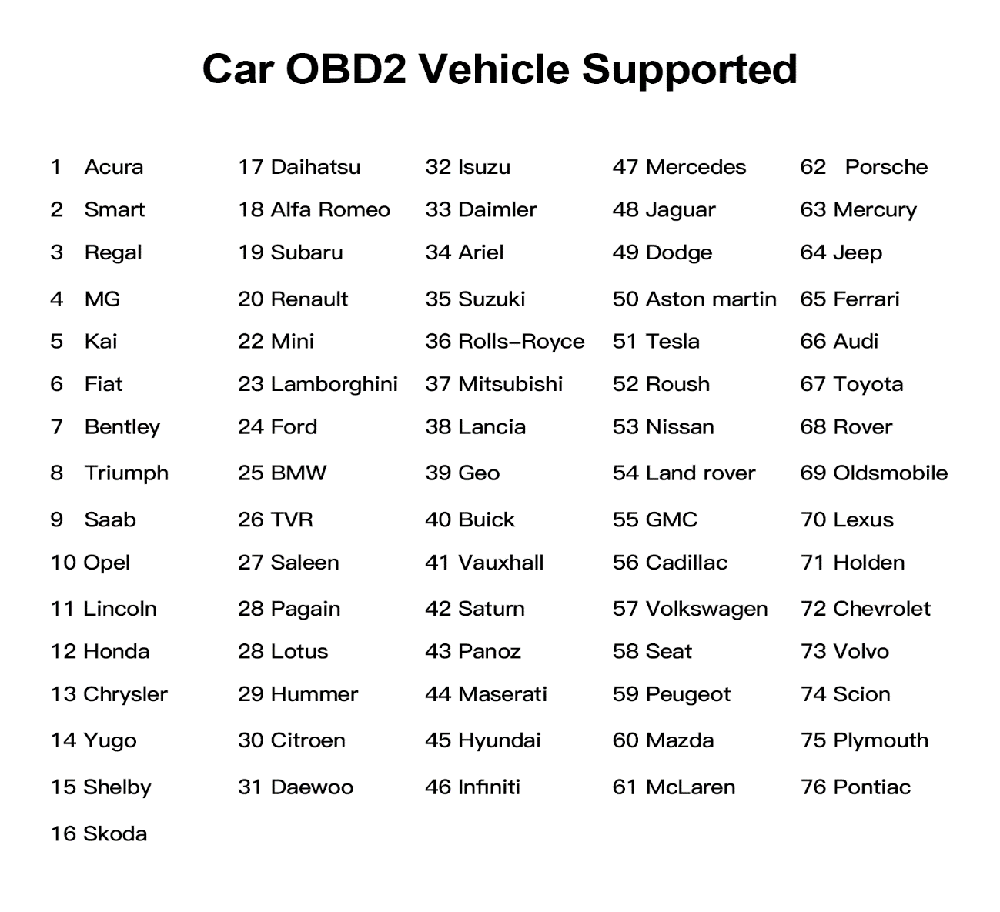 Car OBD2 Vehicle Supported
1 Acura
2 Smart
3 Regal
4 MG
5 Kai
6 Fiat
7 Bentley
8 Triumph
9 Saab
10 Opel
11 Lincoln
12 Honda
13 Chrysler
14 Yugo
15 Shelby
16 Skoda
17 Daihatsu
18 Alfa Romeo
19 Subaru
20 Renault
22 Mini
23 Lamborghini
24 Ford
25 BMW
26 TVR
27 Saleen
28 Pagain
28 Lotus
29 Hummer
30 Citroen
31 Daewoo
32 Isuzu
33 Daimler
34 Ariel
35 Suzuki
36 Rolls–Royce
37 Mitsubishi
38 Lancia
39 Geo
40 Buick
41 Vauxhall
42 Saturn
43 Panoz
44 Maserati
45 Hyundai
46 Infiniti
47 Mercedes
48 Jaguar
49 Dodge
50 Aston martin
51 Tesla
52 Roush
53 Nissan
54 Land rover
55 GMC
56 Cadillac
57 Volkswagen
58 Seat
59 Peugeot
60 Mazda
61 McLaren
62 Porsche
63 Mercury
64 Jeep
65 Ferrari
66 Audi
67 Toyota
68 Rover
69 Oldsmobile
70 Lexus
71 Holden
72 Chevrolet
73 Volvo
74 Scion
75 Plymouth
76 Pontiac